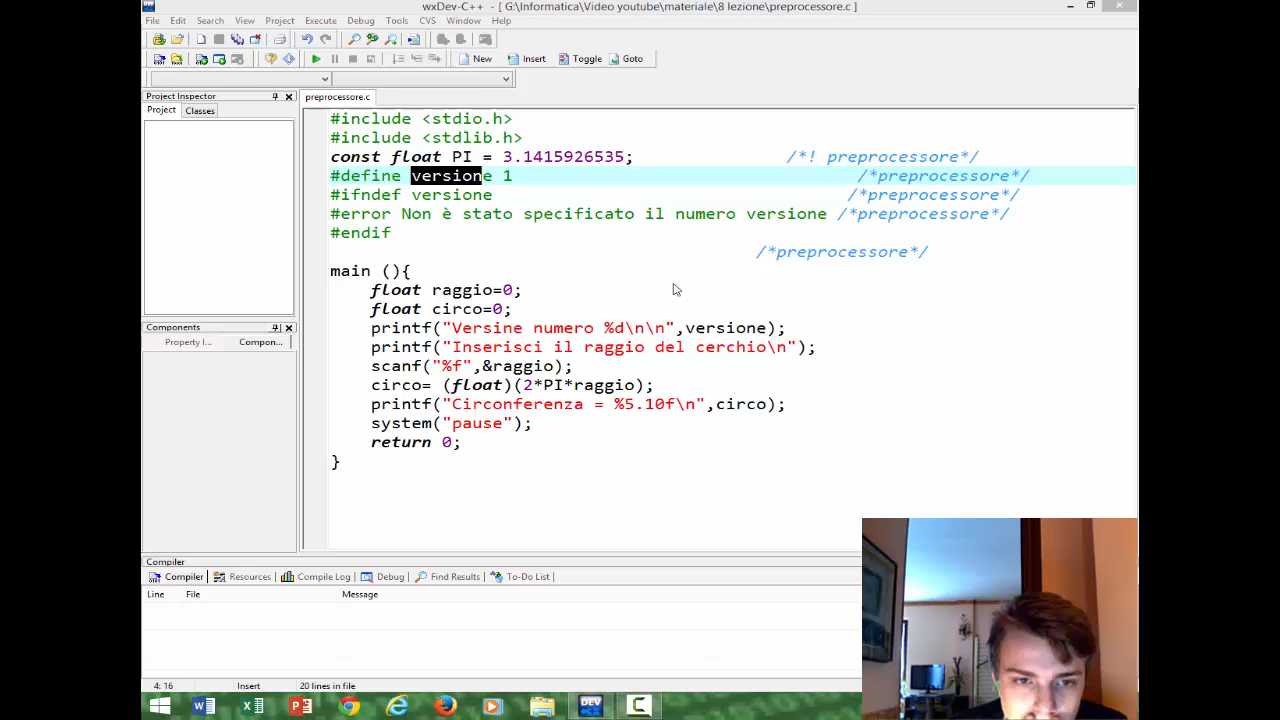 wxDev-C++ - [ G:\Informatica\Video youtube\materiale\8 lezione\preprocessore.c ]
File Edit Search View Project Execute Debug Tools CVS Window Help
New Insert Toggle Goto
Project Inspector
Project Classes
preprocessore.c
#include <stdio.h>
#include <stdlib.h>
const float PI = 3.1415926535; /*! preprocessore*/
#define versione 1 /*preprocessore*/
#ifndef versione /*preprocessore*/
#error Non è stato specificato il numero versione /*preprocessore*/
#endif
/*preprocessore*/
main (){
float raggio=0;
float circo=0;
printf("Versine numero %d\n\n",versione);
printf("Inserisci il raggio del cerchio\n");
scanf("%f",&raggio);
circo= (float)(2*PI*raggio);
printf("Circonferenza = %5.10f\n",circo);
system("pause");
return 0;
}
Components
Property I... Compon...
Compiler
Compiler Resources Compile Log Debug Find Results To-Do List
Line File Message
4: 16 Insert 20 lines in file